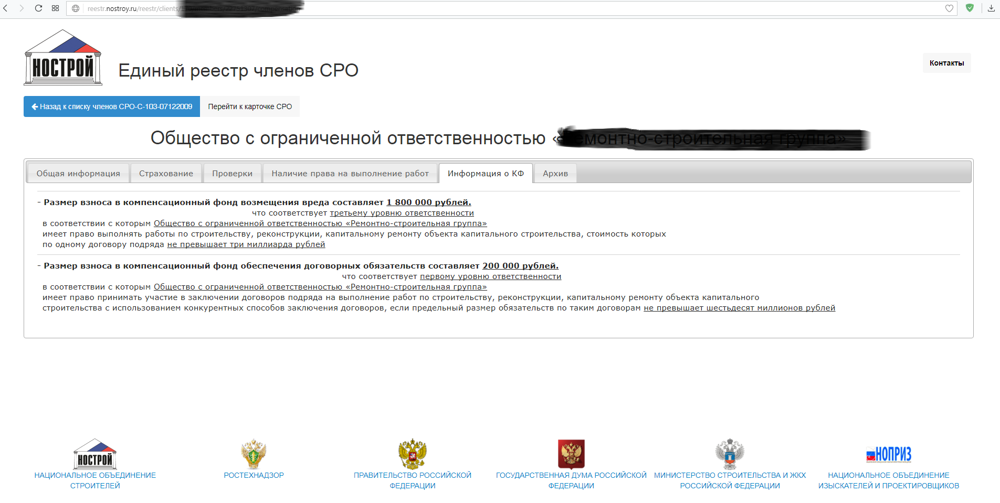 reestr.nostroy.ru/reestr/clients/
НОСТРОЙ
Единый реестр членов СРО
Контакты
Назад к списку членов СРО-С-103-07122009
Перейти к карточке СРО
Общество с ограниченной ответственностью «Ремонтно-строительная группа»
Общая информация
Страхование
Проверки
Наличие права на выполнение работ
Информация о КФ
Архив
- Размер взноса в компенсационный фонд возмещения вреда составляет 1 800 000 рублей.
что соответствует третьему уровню ответственности
в соответствии с которым Общество с ограниченной ответственностью «Ремонтно-строительная группа»
имеет право выполнять работы по строительству, реконструкции, капитальному ремонту объекта капитального строительства, стоимость которых
по одному договору подряда не превышает три миллиарда рублей
- Размер взноса в компенсационный фонд обеспечения договорных обязательств составляет 200 000 рублей.
что соответствует первому уровню ответственности
в соответствии с которым Общество с ограниченной ответственностью «Ремонтно-строительная группа»
имеет право принимать участие в заключении договоров подряда на выполнение работ по строительству, реконструкции, капитальному ремонту объекта капитального
строительства с использованием конкурентных способов заключения договоров, если предельный размер обязательств по таким договорам не превышает шестьдесят миллионов рублей
НОСТРОЙ
НАЦИОНАЛЬНОЕ ОБЪЕДИНЕНИЕ
СТРОИТЕЛЕЙ
РОСТЕХНАДЗОР
ПРАВИТЕЛЬСТВО РОССИЙСКОЙ
ФЕДЕРАЦИИ
ГОСУДАРСТВЕННАЯ ДУМА РОССИЙСКОЙ
ФЕДЕРАЦИИ
МИНИСТЕРСТВО СТРОИТЕЛЬСТВА И ЖКХ
РОССИЙСКОЙ ФЕДЕРАЦИИ
НОПРИЗ
НАЦИОНАЛЬНОЕ ОБЪЕДИНЕНИЕ
ИЗЫСКАТЕЛЕЙ И ПРОЕКТИРОВЩИКОВ